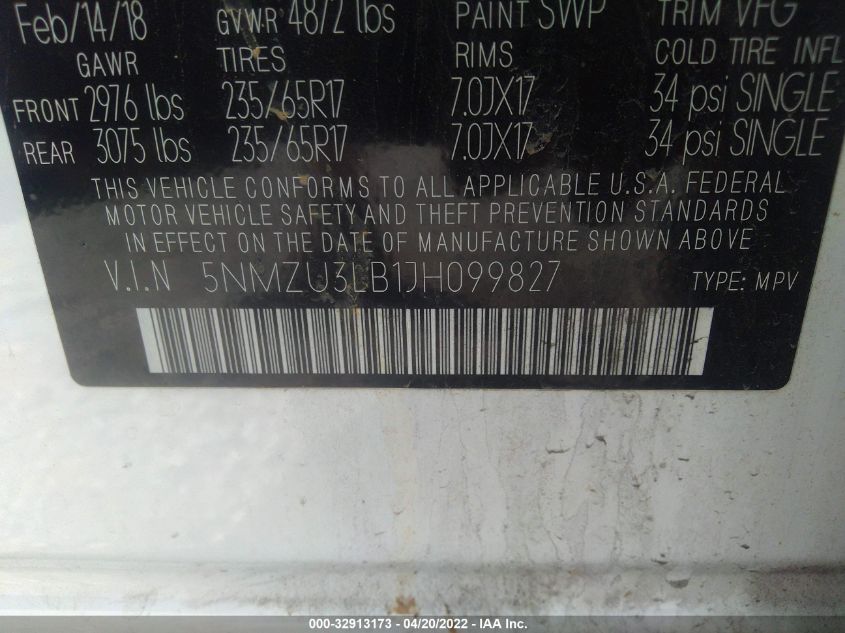 Feb/14/18 GVWR 4872 lbs PAINT SWP TRIM VFG
GAWR TIRES RIMS COLD TIRE INFL
FRONT 2976 lbs 235/65R17 7.0JX17 34 psi SINGLE
REAR 3075 lbs 235/65R17 7.0JX17 34 psi SINGLE
THIS VEHICLE CONFORMS TO ALL APPLICABLE U.S.A. FEDERAL
MOTOR VEHICLE SAFETY AND THEFT PREVENTION STANDARDS
IN EFFECT ON THE DATE OF MANUFACTURE SHOWN ABOVE
V.I.N 5NMZU3LB1JH099827 TYPE: MPV
000-32913173 - 04/20/2022 - IAA Inc.